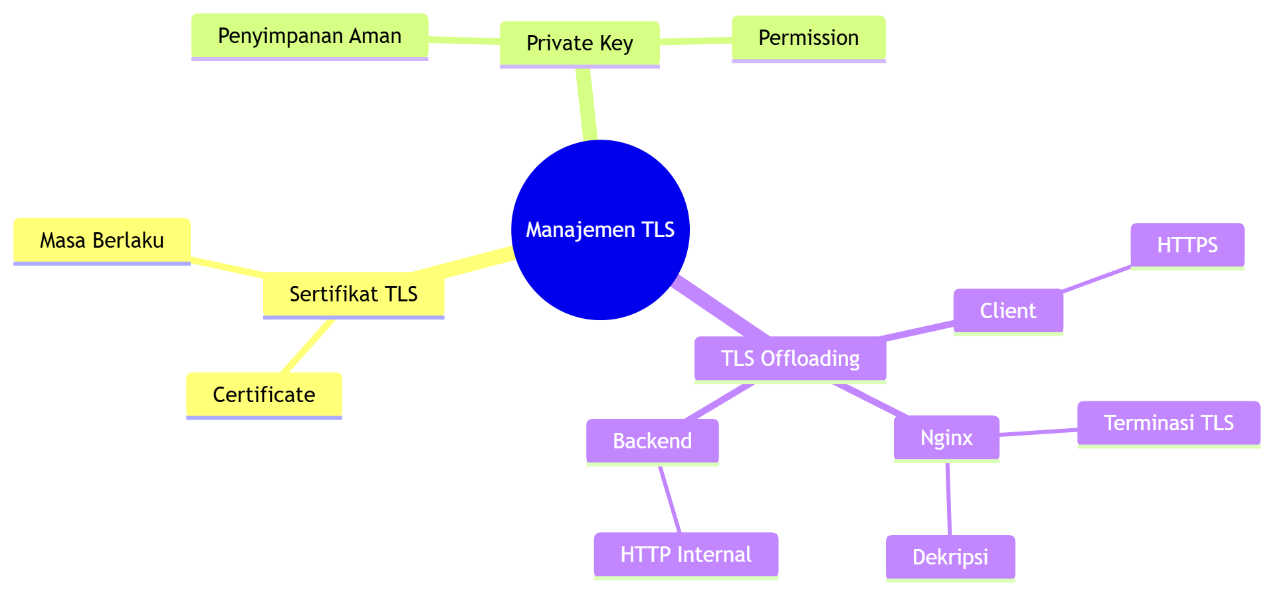 Penyimpanan Aman
Private Key
Permission
Manajemen TLS
Masa Berlaku
Sertifikat TLS
Certificate
HTTPS
Client
TLS Offloading
Backend
Nginx
Terminasi TLS
HTTP Internal
Dekripsi